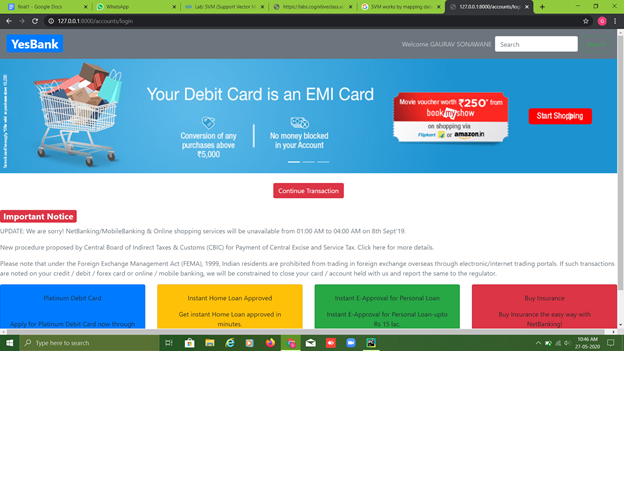 final1 - Google Docs
WhatsApp
Lab: SVM (Support Vector M
https://labs.cognitiveclass.a
SVM works by mapping data
127.0.0.1:8000/accounts/log
127.0.0.1:8000/accounts/login
YesBank
Welcome GAURAV SONAWANE
Search
Your Debit Card is an EMI Card
Conversion of any
purchases above
₹5,000
No money blocked
in your Account
Movie voucher worth ₹250* from
bookmyshow
on shopping via
Flipkart or amazon.in
Start Shopping
Continue Transaction
Important Notice
UPDATE: We are sorry! NetBanking/MobileBanking & Online shopping services will be unavailable from 01:00 AM to 04:00 AM on 8th Sept'19.
New procedure proposed by Central Board of Indirect Taxes & Customs (CBIC) for Payment of Central Excise and Service Tax. Click here for more details.
Please note that under the Foreign Exchange Management Act (FEMA), 1999, Indian residents are prohibited from trading in foreign exchange overseas through electronic/internet trading portals. If such transactions
are noted on your credit / debit / forex card or online / mobile banking, we will be constrained to close your card / account held with us and report the same to the regulator.
Platinum Debit Card
Instant Home Loan Approved
Instant E-Approval for Personal Loan
Buy Insurance
Apply for Platinum Debit Card now through
Get instant Home Loan approved in
minutes.
Instant E-Approval for Personal Loan-upto
Rs 15 lac.
Buy Insurance the easy way with
NetBanking!
Type here to search
10:46 AM
27-05-2020